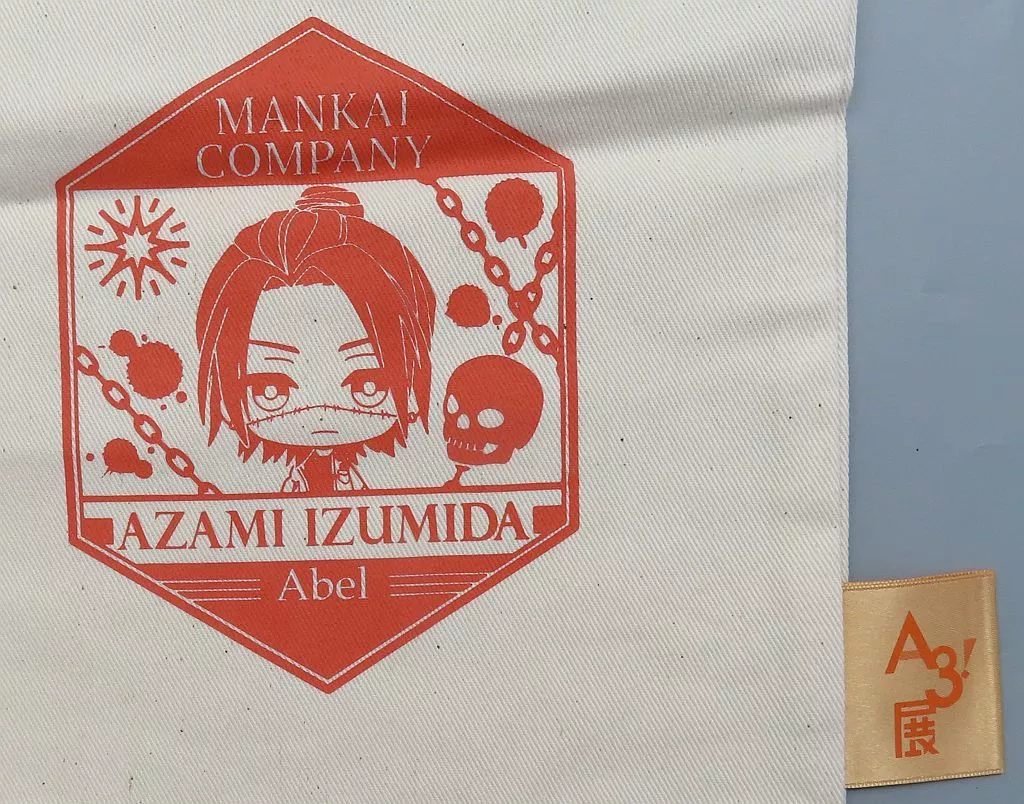 MANKAI
COMPANY
AZAMI IZUMIDA
Abel
A3!
展